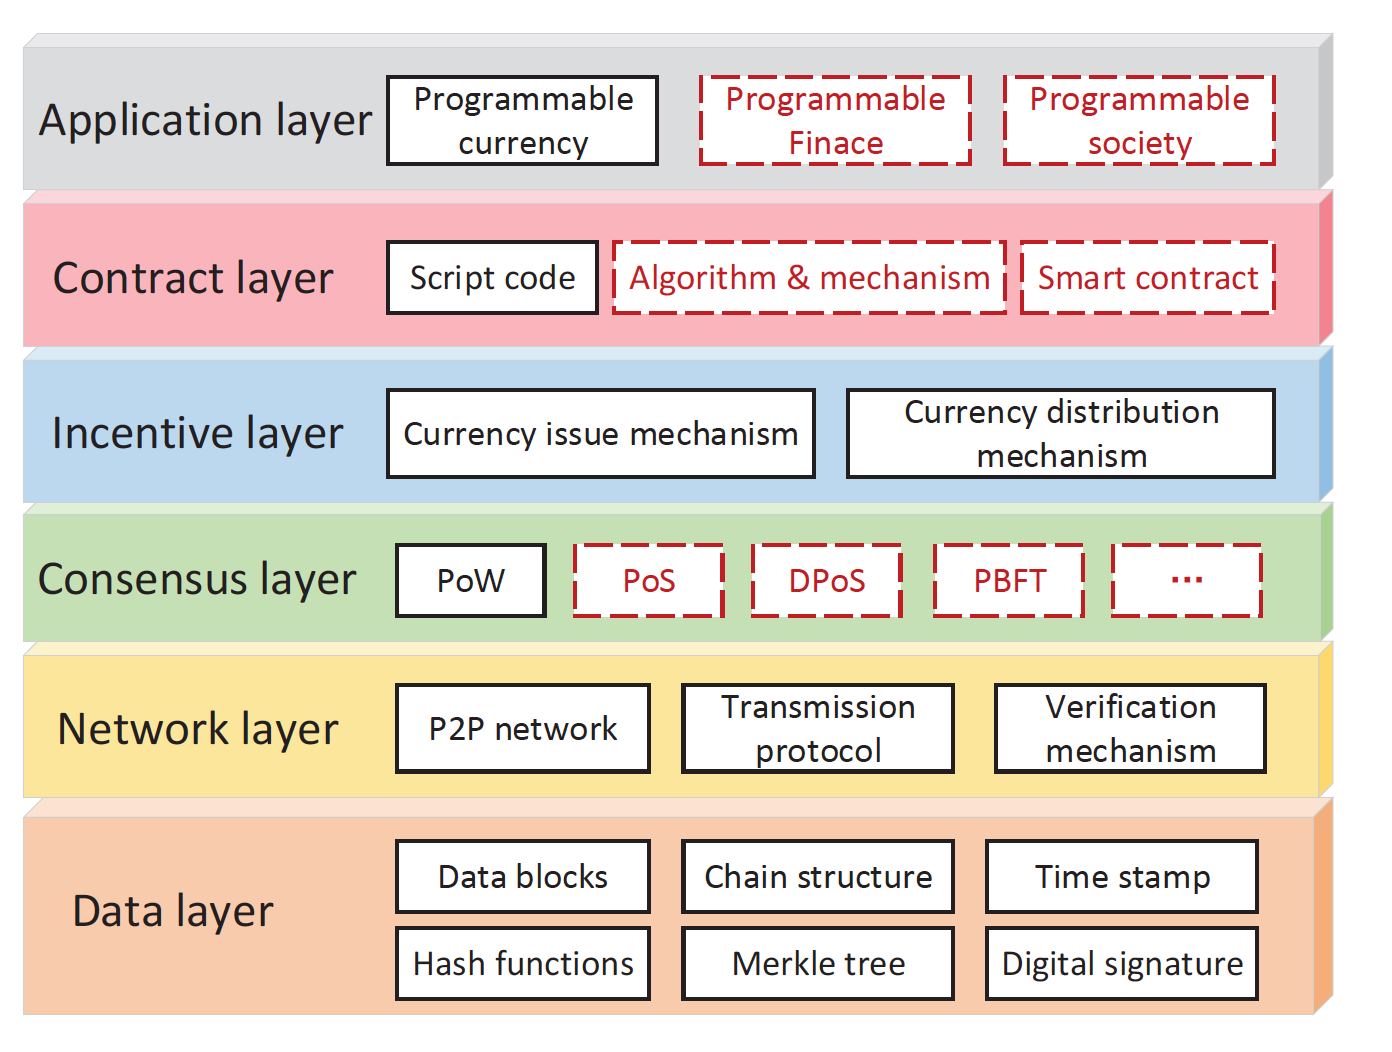 Application layer
Programmable
currency
Programmable
Finace
Programmable
society
Contract layer
Script code
Algorithm & mechanism
Smart contract
Incentive layer
Currency issue mechanism
Currency distribution
mechanism
Consensus layer
PoW
PoS
DPoS
PBFT
...
Network layer
P2P network
Transmission
protocol
Verification
mechanism
Data layer
Data blocks
Chain structure
Time stamp
Hash functions
Merkle tree
Digital signature